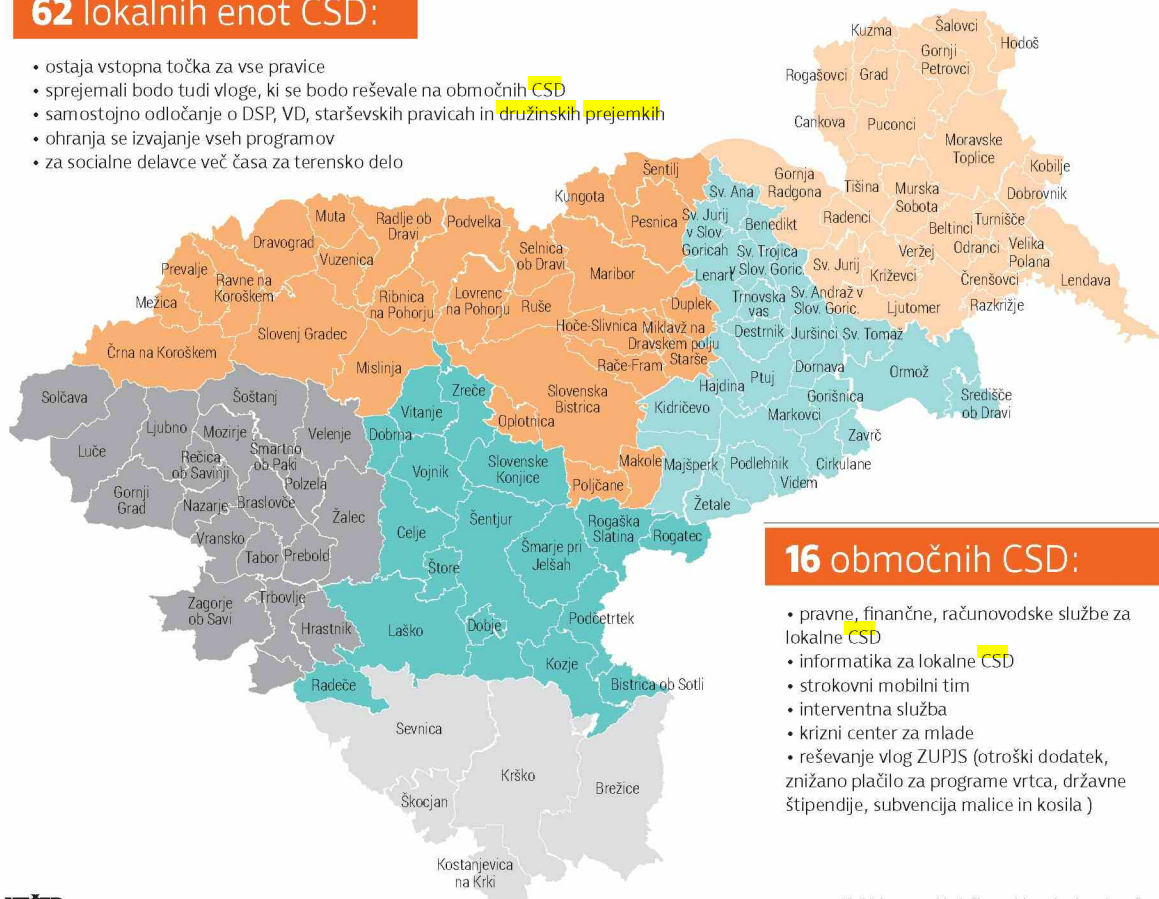 62 lokalnih enot CSD:
• ostaja vstopna točka za vse pravice
• sprejemali bodo tudi vloge, ki se bodo reševale na območnih CSD
• samostojno odločanje o DSP, VD, starševskih pravicah in družinskih prejemkih
• ohranja se izvajanje vseh programov
• za socialne delavce več časa za terensko delo
Kuzma
Šalovci
Hodoš
Gornji
Petrovci
Rogašovci
Grad
Cankova
Puconci
Moravske
Toplice
Kobilje
Dobrovnik
Gornja
Radgona
Tišina
Murska
Sobota
Radenci
Beltinci
Turnišče
Veržej
Odranci
Velika
Polana
Sv. Jurij
Križevci
Črenšovci
Lendava
Ljutomer
Razkrižje
Šentilj
Kungota
Pesnica
Sv. Ana
Sv. Jurij
v Slov.
Goricah
Benedikt
Sv. Trojica
v Slov. Goric.
Lenart
Muta
Radlje ob
Dravi
Podvelka
Dravograd
Vuzenica
Selnica
ob Dravi
Maribor
Prevalje
Ravne na
Koroškem
Mežica
Ribnica
na Pohorju
Lovrenc
na Pohorju
Ruše
Duplek
Trnovska
vas
Sv. Andraž v
Slov. Goric.
Slovenj Gradec
Hoče-Slivnica
Miklavž na
Dravskem polju
Destrnik
Juršinci
Sv. Tomaž
Črna na Koroškem
Mislinja
Rače-Fram
Starše
Dornava
Ormož
Hajdina
Ptuj
Gorišnica
Središče
ob Dravi
Solčava
Šoštanj
Zreče
Slovenska
Bistrica
Kidričevo
Markovci
Vitanje
Oplotnica
Zavrč
Ljubno
Mozirje
Velenje
Dobrna
Luče
Rečica
ob Savinji
Šmartno
ob Paki
Vojnik
Slovenske
Konjice
Makole
Majšperk
Podlehnik
Cirkulane
Videm
Polzela
Poljčane
Gornji
Grad
Nazarje
Braslovče
Žetale
Žalec
Šentjur
Rogaška
Slatina
Rogatec
Vransko
Celje
Tabor
Prebold
Šmarje pri
Jelšah
Štore
Zagorje
ob Savi
Trbovlje
Hrastnik
Laško
Dobje
Podčetrtek
Kozje
Radeče
Bistrica ob Sotli
Sevnica
Krško
Brežice
Škocjan
Kostanjevica
na Krki
16 območnih CSD:
• pravne, finančne, računovodske službe za
lokalne CSD
• informatika za lokalne CSD
• strokovni mobilni tim
• interventna služba
• krizni center za mlade
• reševanje vlog ZUPJS (otroški dodatek,
znižano plačilo za programe vrtca, državne
štipendije, subvencija malice in kosila )